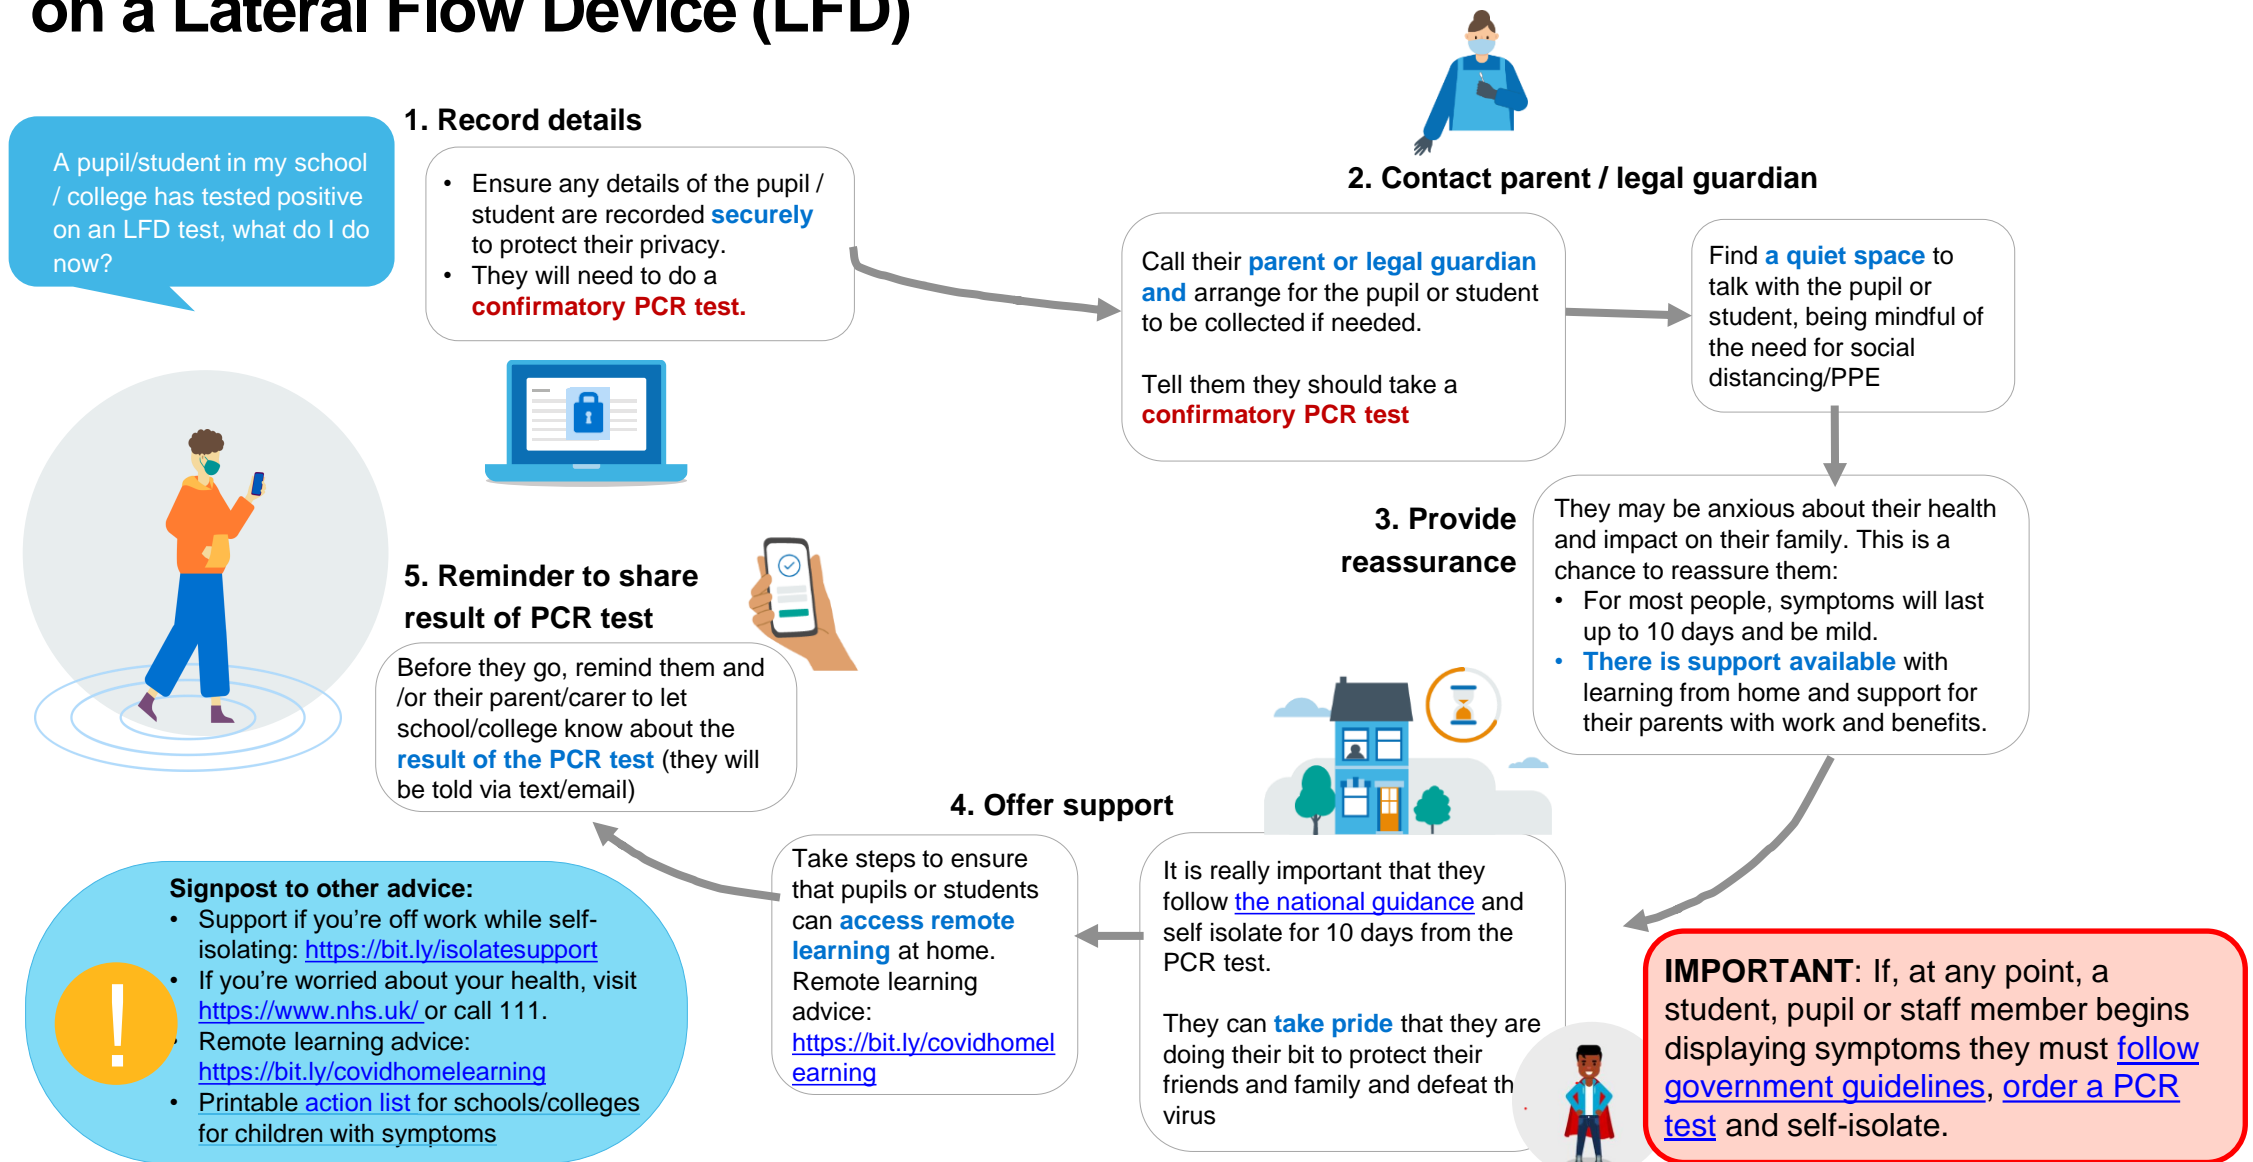 on a Lateral Flow Device (LFD)
A pupil/student in my school
/ college has tested positive
on an LFD test, what do I do
now?
1. Record details
• Ensure any details of the pupil /
student are recorded securely
to protect their privacy.
• They will need to do a
confirmatory PCR test.
2. Contact parent / legal guardian
Call their parent or legal guardian
and arrange for the pupil or student
to be collected if needed.
Tell them they should take a
confirmatory PCR test
Find a quiet space to
talk with the pupil or
student, being mindful of
the need for social
distancing/PPE
3. Provide
reassurance
They may be anxious about their health
and impact on their family. This is a
chance to reassure them:
• For most people, symptoms will last
up to 10 days and be mild.
• There is support available with
learning from home and support for
their parents with work and benefits.
4. Offer support
It is really important that they
follow the national guidance and
self isolate for 10 days from the
PCR test.
They can take pride that they are
doing their bit to protect their
friends and family and defeat th
virus
Take steps to ensure
that pupils or students
can access remote
learning at home.
Remote learning
advice:
https://bit.ly/covidhomel
earning
5. Reminder to share
result of PCR test
Before they go, remind them and
/or their parent/carer to let
school/college know about the
result of the PCR test (they will
be told via text/email)
Signpost to other advice:
• Support if you’re off work while self-
isolating: https://bit.ly/isolatesupport
• If you’re worried about your health, visit
https://www.nhs.uk/ or call 111.
• Remote learning advice:
https://bit.ly/covidhomelearning
• Printable action list for schools/colleges
for children with symptoms
!
IMPORTANT: If, at any point, a
student, pupil or staff member begins
displaying symptoms they must follow
government guidelines, order a PCR
test and self-isolate.